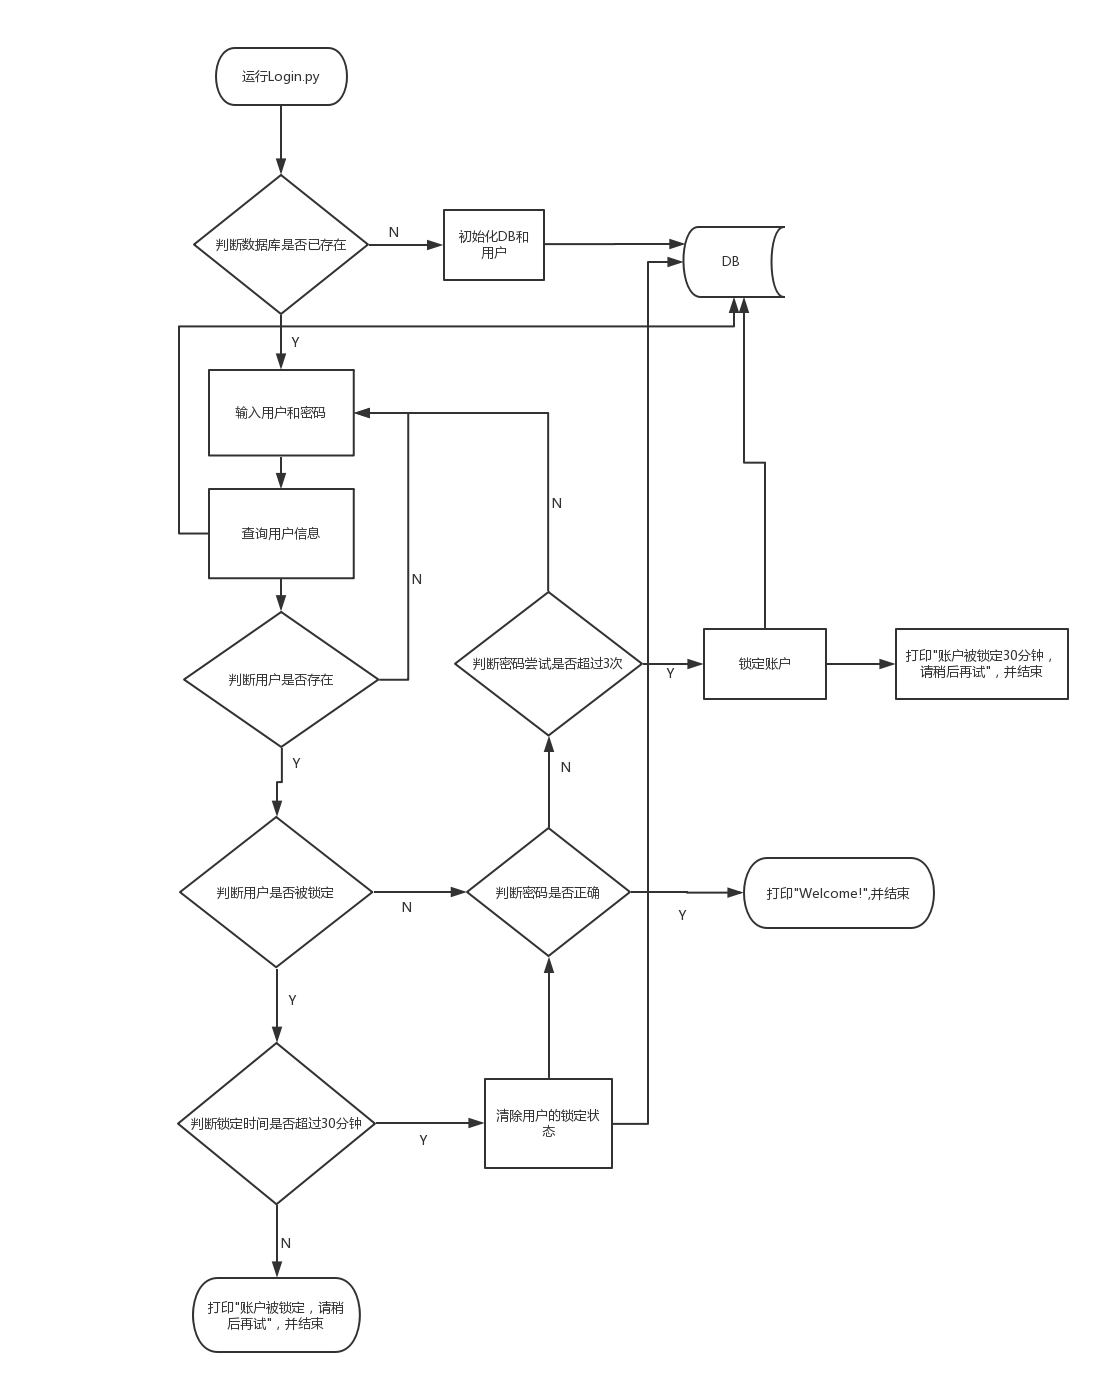 运行Login.py
判断数据库是否已存在
N
初始化DB和
用户
DB
Y
输入用户和密码
查询用户信息
N
N
判断用户是否存在
判断密码尝试是否超过3次
Y
锁定账户
打印"账户被锁定30分钟，
请稍后再试"，并结束
Y
N
判断用户是否被锁定
N
判断密码是否正确
Y
打印"Welcome!",并结束
Y
判断锁定时间是否超过30分钟
Y
清除用户的锁定状
态
N
打印"账户被锁定，请稍
后再试"，并结束